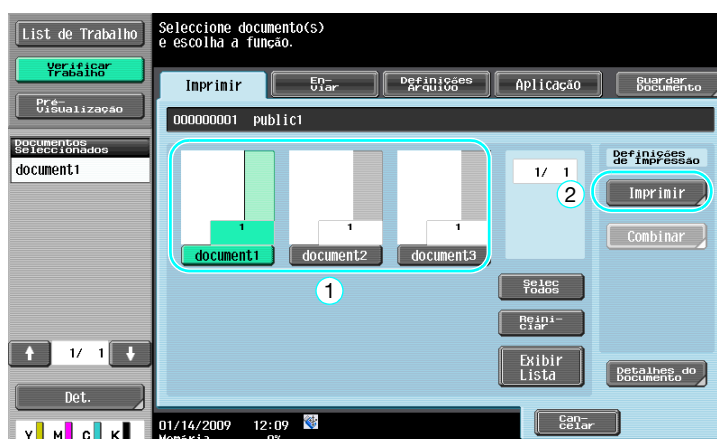 List de Trabalho
Verificar
Trabalho
Pré-
Visualização
Documentos
Seleccionados
document1
1/ 1
Det.
Y M C K
Seleccione documento(s)
e escolha a função.
Imprimir
En-
viar
Definições
Arquivo
Aplicação
Guardar
Documento
000000001 public1
1
document1
1
document2
1
document3
1
1/ 1
2
Selec
Todos
Reini-
ciar
Exibir
Lista
Definições
de Impressão
Imprimir
Combinar
Detalhes do
Documento
01/14/2009 12:09
Memória 0%
Can-
celar